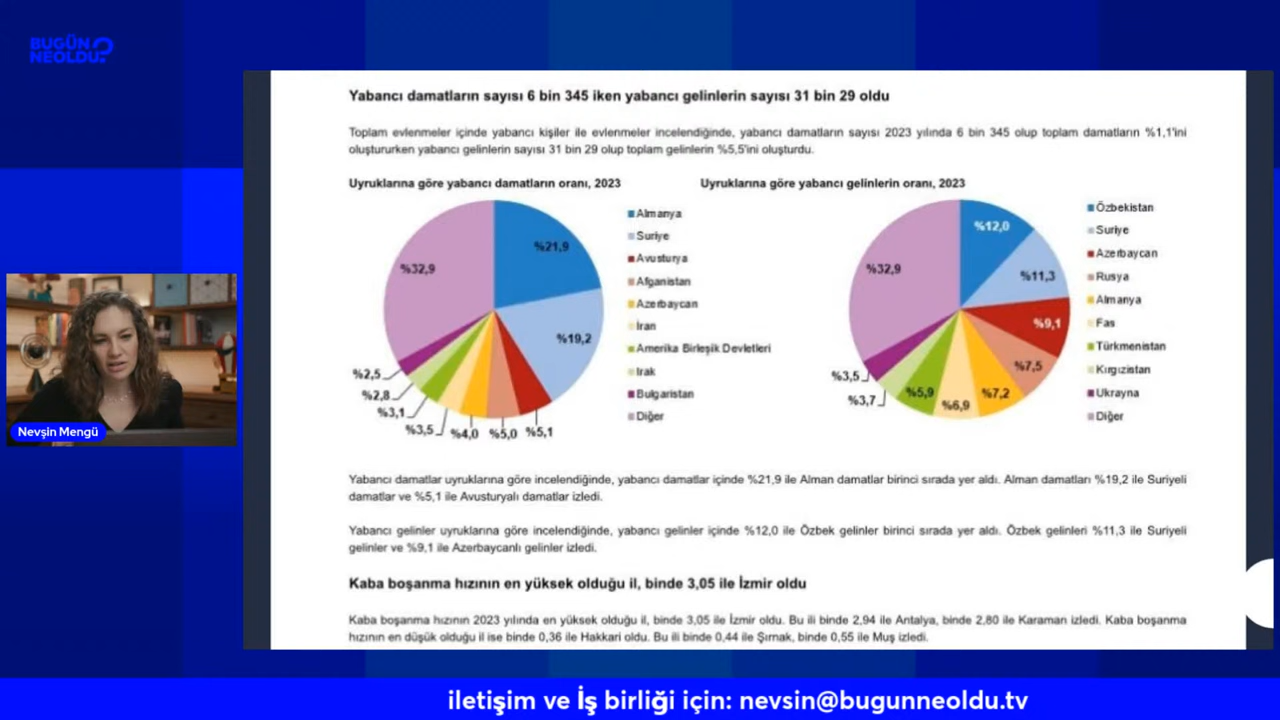 BUGÜN
NEOLDU?
Yabancı damatların sayısı 6 bin 345 iken yabancı gelinlerin sayısı 31 bin 29 oldu
Toplam evlenmeler içinde yabancı kişiler ile evlenmeler incelendiğinde, yabancı damatların sayısı 2023 yılında 6 bin 345 olup toplam damatların %1,1'ini
oluştururken yabancı gelinlerin sayısı 31 bin 29 olup toplam gelinlerin %5,5'ini oluşturdu.
Uyruklarına göre yabancı damatların oranı, 2023
%21,9
%19,2
%5,1
%5,0
%4,0
%3,5
%3,1
%2,8
%2,5
%32,9
Almanya
Suriye
Avusturya
Afganistan
Azerbaycan
İran
Amerika Birleşik Devletleri
Irak
Bulgaristan
Diğer
Uyruklarına göre yabancı gelinlerin oranı, 2023
%12,0
%11,3
%9,1
%7,5
%7,2
%6,9
%5,9
%3,7
%3,5
%32,9
Özbekistan
Suriye
Azerbaycan
Rusya
Almanya
Fas
Türkmenistan
Kırgızistan
Ukrayna
Diğer
Yabancı damatlar uyruklarına göre incelendiğinde, yabancı damatlar içinde %21,9 ile Alman damatlar birinci sırada yer aldı. Alman damatları %19,2 ile Suriyeli
damatlar ve %5,1 ile Avusturyalı damatlar izledi.
Yabancı gelinler uyruklarına göre incelendiğinde, yabancı gelinler içinde %12,0 ile Özbek gelinler birinci sırada yer aldı. Özbek gelinleri %11,3 ile Suriyeli
gelinler ve %9,1 ile Azerbaycanlı gelinler izledi.
Kaba boşanma hızının en yüksek olduğu il, binde 3,05 ile İzmir oldu
Kaba boşanma hızının 2023 yılında en yüksek olduğu il, binde 3,05 ile İzmir oldu. Bu ili binde 2,94 ile Antalya, binde 2,80 ile Karaman izledi. Kaba boşanma
hızının en düşük olduğu il ise binde 0,36 ile Hakkari oldu. Bu ili binde 0,44 ile Şırnak, binde 0,55 ile Muş izledi.
Nevşin Mengü
iletişim ve İş birliği için: nevsin@bugunneoldu.tv